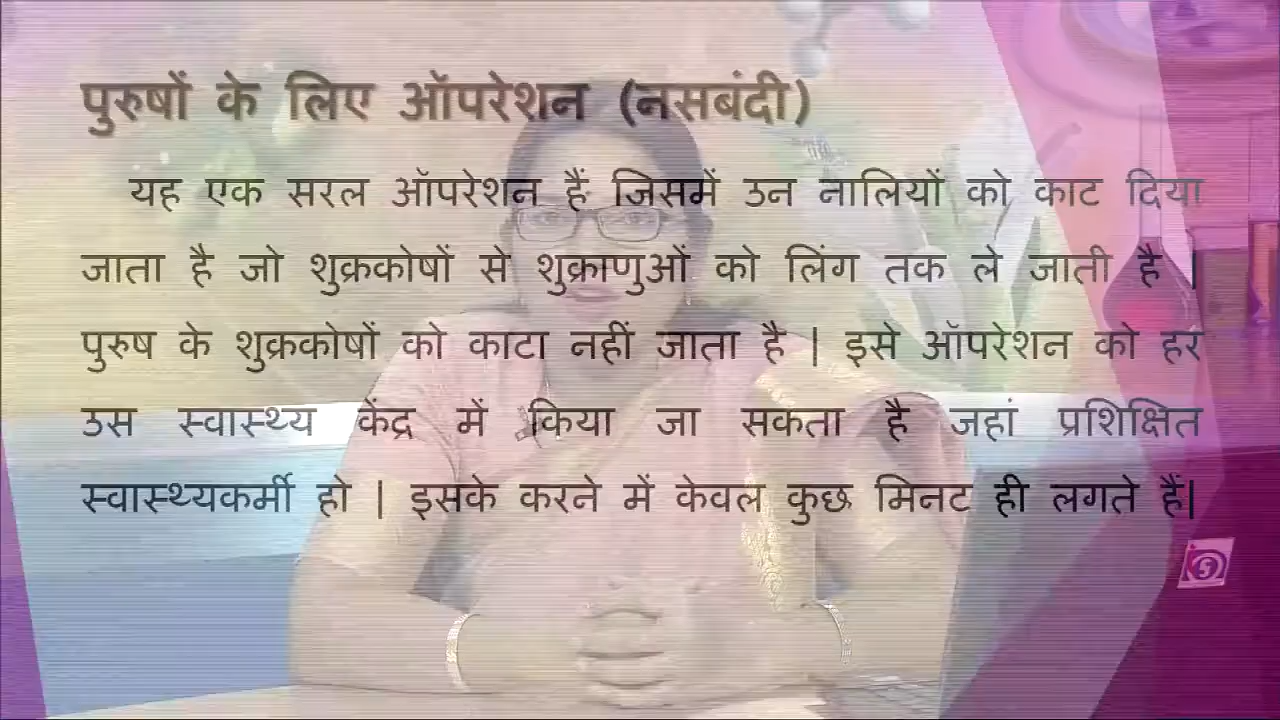 पुरुषों के लिए ऑपरेशन (नसबंदी)
यह एक सरल ऑपरेशन हैं जिसमें उन नालियों को काट दिया
जाता है जो शुक्रकोषों से शुक्राणुओं को लिंग तक ले जाती है |
पुरुष के शुक्रकोषों को काटा नहीं जाता है | इसे ऑपरेशन को हर
उस स्वास्थ्य केंद्र में किया जा सकता है जहां प्रशिक्षित
स्वास्थ्यकर्मी हो | इसके करने में केवल कुछ मिनट ही लगते हैं|